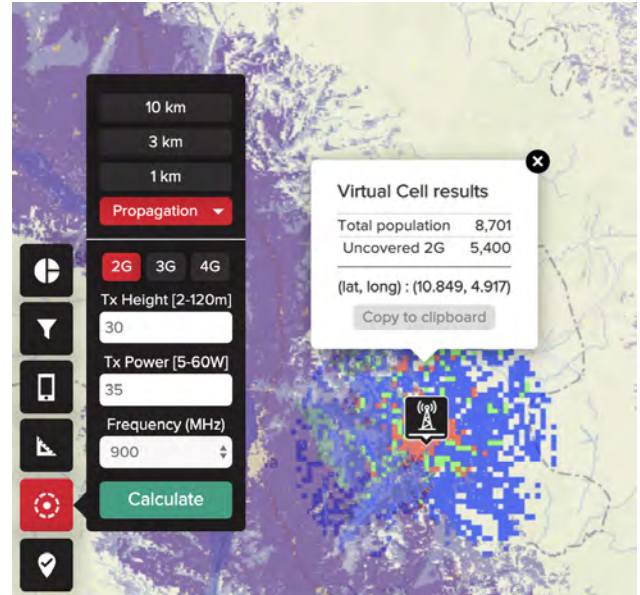 10 km
3 km
1 km
Propagation
2G 3G 4G
Tx Height [2-120m]
30
Tx Power [5-60W]
35
Frequency (MHz)
900
Calculate
Virtual Cell results
Total population 8,701
Uncovered 2G 5,400
(lat, long) : (10.849, 4.917)
Copy to clipboard